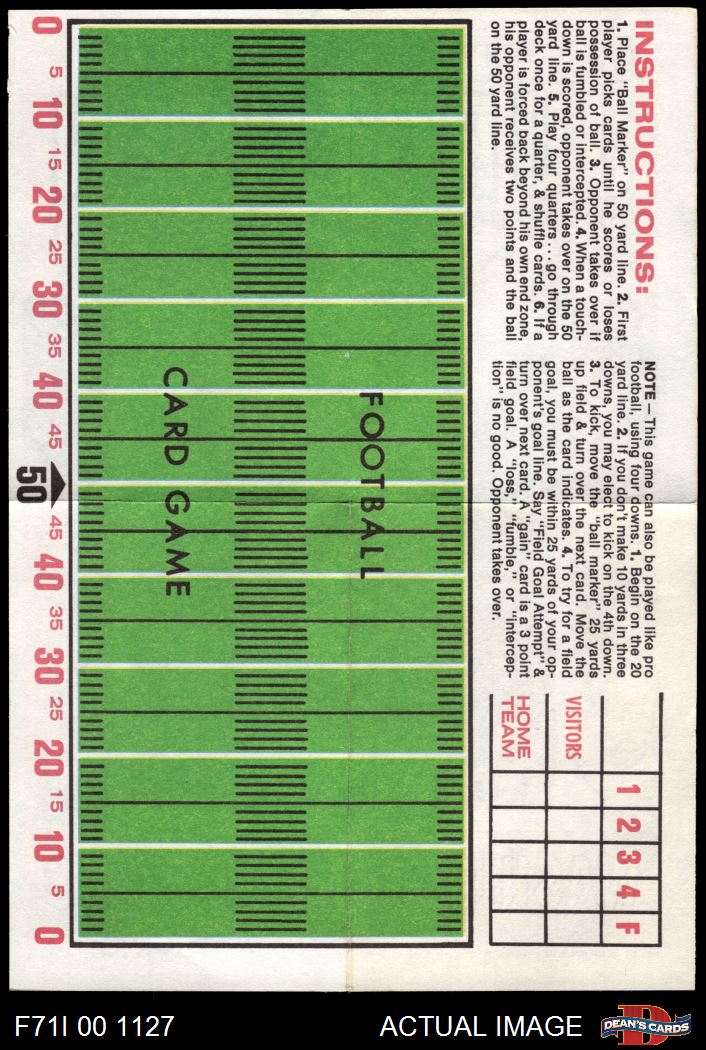 INSTRUCTIONS:
1. Place "Ball Marker" on 50 yard line. 2. First
player picks cards until he scores or loses
possession of ball. 3. Opponent takes over if
ball is fumbled or intercepted. 4. When a touch-
down is scored, opponent takes over on the 50
yard line. 5. Play four quarters...go through
deck once for a quarter, & shuffle cards. 6. If a
player is forced back beyond his own end zone,
his opponent receives two points and the ball
on the 50 yard line.
NOTE — This game can also be played like pro
football, using four downs. 1. Begin on the 20
yard line. 2. If you don't make 10 yards in three
downs, you may elect to kick on the 4th down.
3. To kick, move the "ball marker" 25 yards
up field & turn over the next card. Move the
ball as the card indicates. 4. To try for a field
goal, you must be within 25 yards of your op-
ponent's goal line. Say "Field Goal Attempt" &
turn over next card. A "gain" card is a 3 point
field goal. A "loss," "fumble," or "intercep-
tion" is no good. Opponent takes over.
1 2 3 4 F
VISITORS
HOME
TEAM
FOOTBALL
CARD GAME
0 5 10 15 20 25 30 35 40 45 50 45 40 35 30 25 20 15 10 5 0
F71I 00 1127
ACTUAL IMAGE
D
DEAN'S CARDS